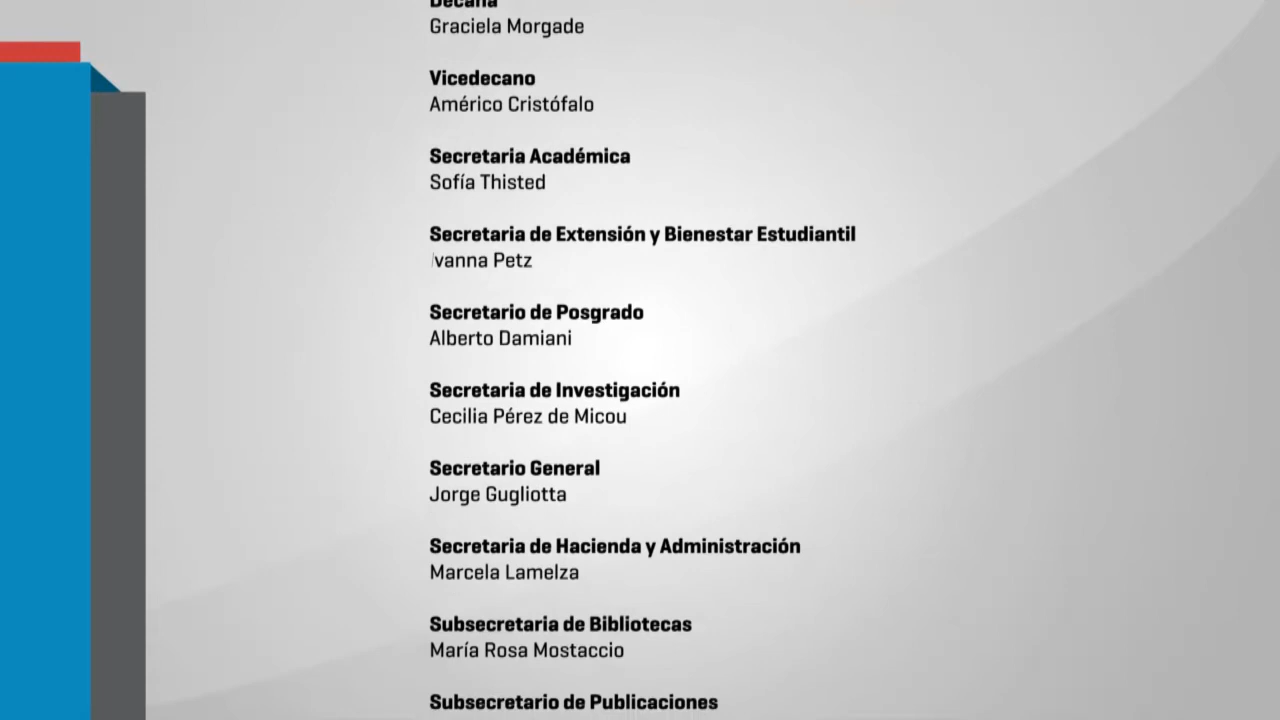 Decana
Graciela Morgade
Vicedecano
Américo Cristófalo
Secretaria Académica
Sofía Thisted
Secretaria de Extensión y Bienestar Estudiantil
Ivanna Petz
Secretario de Posgrado
Alberto Damiani
Secretaria de Investigación
Cecilia Pérez de Micou
Secretario General
Jorge Gugliotta
Secretaria de Hacienda y Administración
Marcela Lamelza
Subsecretaria de Bibliotecas
María Rosa Mostaccio
Subsecretario de Publicaciones